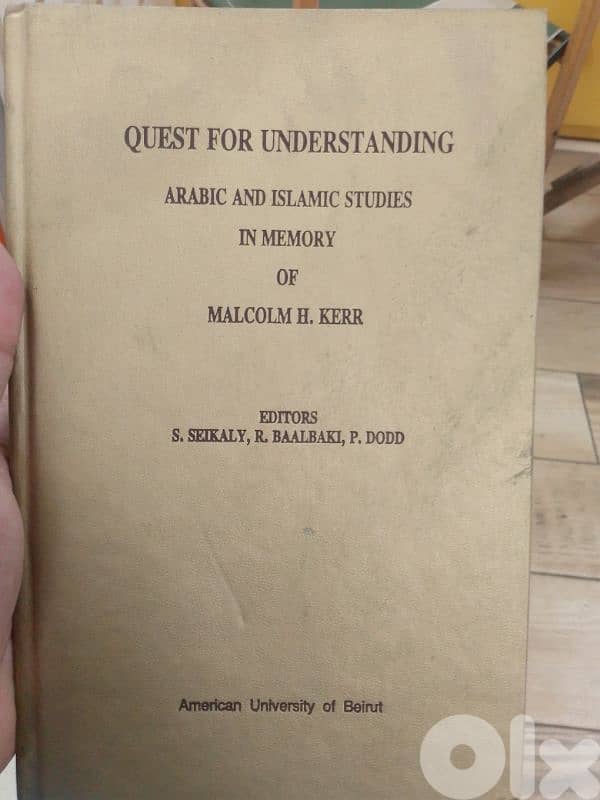 QUEST FOR UNDERSTANDING
ARABIC AND ISLAMIC STUDIES
IN MEMORY
OF
MALCOLM H. KERR
EDITORS
S. SEIKALY, R. BAALBAKI, P. DODD
American University of Beirut
olx